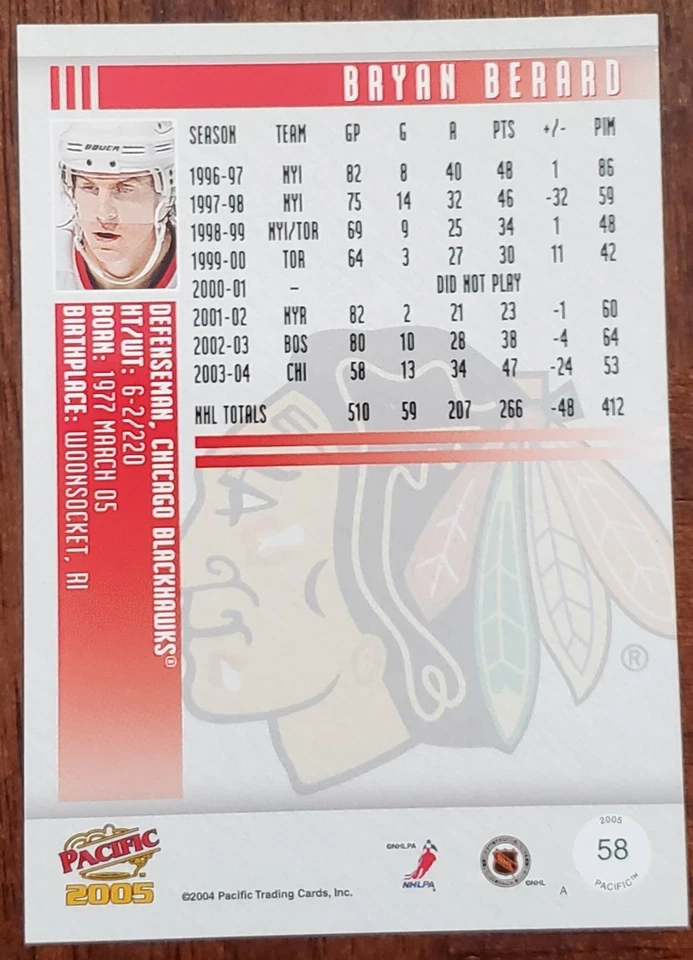 BRYAN BERARD
BAUER
SEASON TEAM GP G A PTS +/- PIM
1996-97 NYI 82 8 40 48 1 86
1997-98 NYI 75 14 32 46 -32 59
1998-99 NYI/TOR 69 9 25 34 1 48
1999-00 TOR 64 3 27 30 11 42
2000-01 – DID NOT PLAY
2001-02 NYR 82 2 21 23 -1 60
2002-03 BOS 80 10 28 38 -4 64
2003-04 CHI 58 13 34 47 -24 53
NHL TOTALS 510 59 207 266 -48 412
DEFENSEMAN, CHICAGO BLACKHAWKS®
HT/WT: 6-2/220
BORN: 1977 MARCH 05
BIRTHPLACE: WOONSOCKET, RI
®
PACIFIC
2005
©2004 Pacific Trading Cards, Inc.
©NHLPA
NHLPA
NHL
©NHL
A
2005
58
PACIFIC™